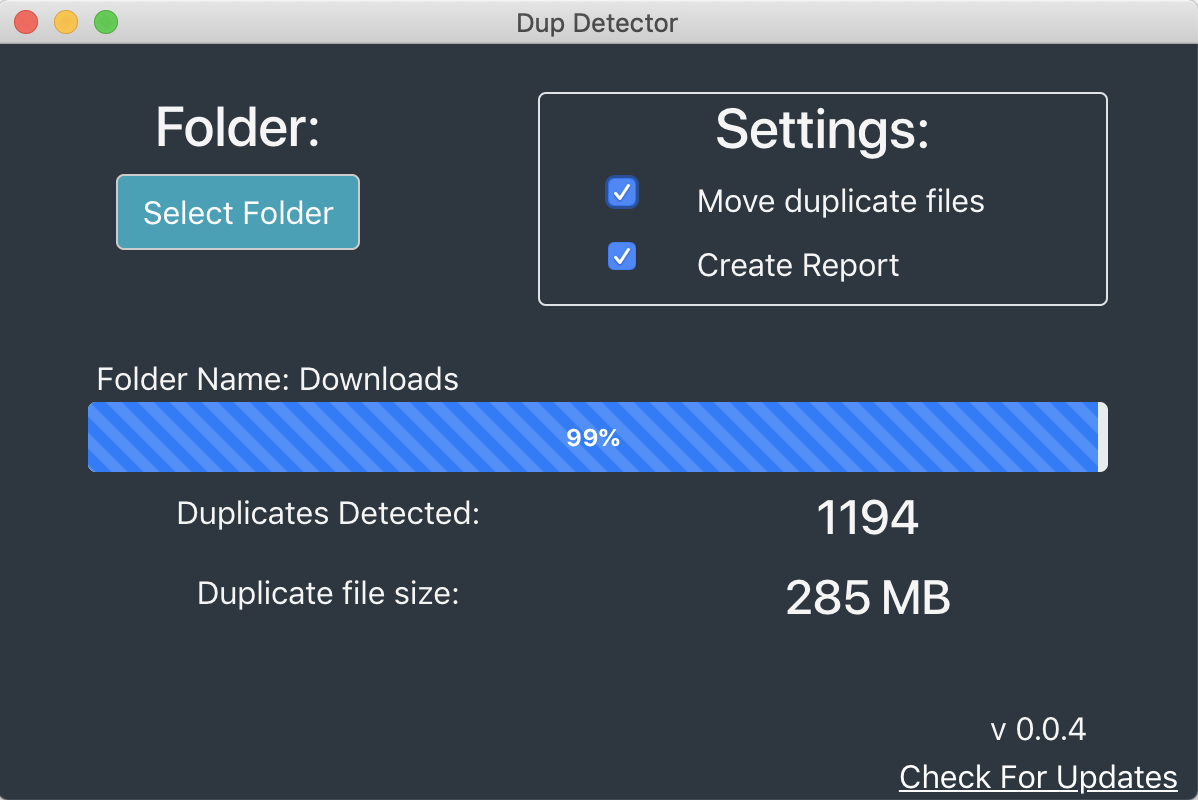 Dup Detector
Folder:
Select Folder
Settings:
Move duplicate files
Create Report
Folder Name: Downloads
99%
Duplicates Detected:
1194
Duplicate file size:
285 MB
v 0.0.4
Check For Updates